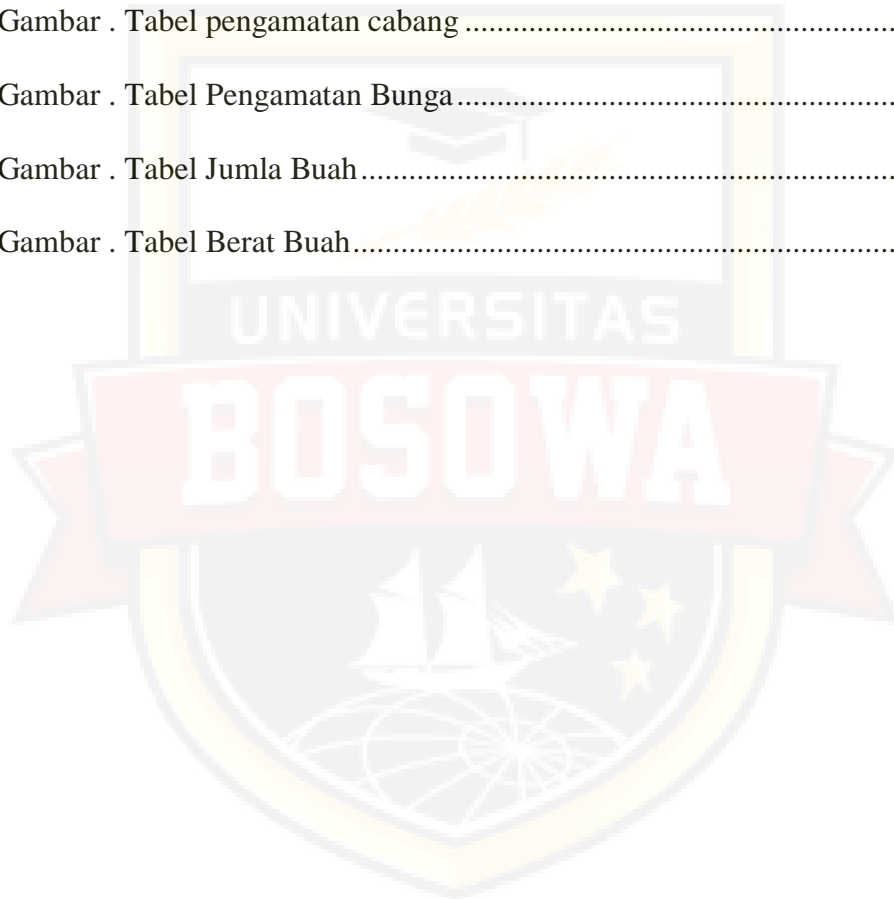 Gambar . Tabel pengamatan cabang ................................................
Gambar . Tabel Pengamatan Bunga .................................................
Gambar . Tabel Jumla Buah ............................................................
Gambar . Tabel Berat Buah .............................................................
UNIVERSITAS
BOSOWA